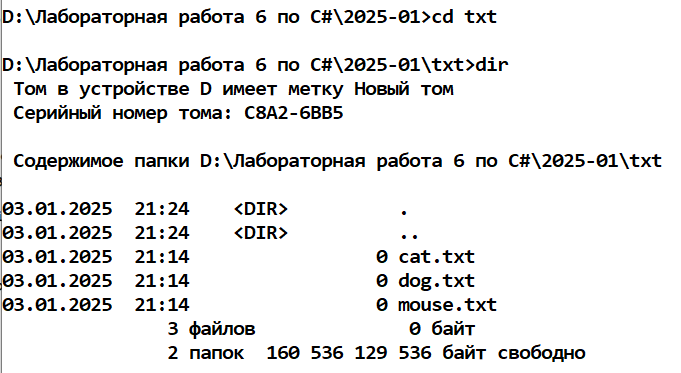 D:\Лабораторная работа 6 по C#\2025-01>cd txt
D:\Лабораторная работа 6 по C#\2025-01\txt>dir
Том в устройстве D имеет метку Новый том
Серийный номер тома: C8A2-6BB5
Содержимое папки D:\Лабораторная работа 6 по C#\2025-01\txt
03.01.2025  21:24    <DIR>          .
03.01.2025  21:24    <DIR>          ..
03.01.2025  21:14                 0 cat.txt
03.01.2025  21:14                 0 dog.txt
03.01.2025  21:14                 0 mouse.txt
3 файлов              0 байт
2 папок  160 536 129 536 байт свободно